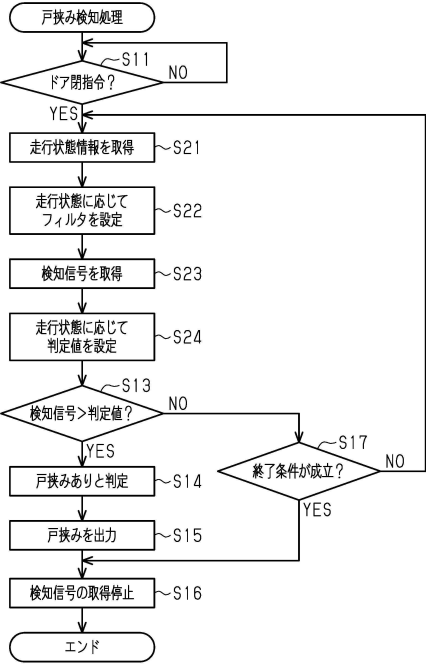 戸挟み検知処理
S11
ドア閉指令？
NO
YES
走行状態情報を取得
S21
走行状態に応じて
フィルタを設定
S22
検知信号を取得
S23
走行状態に応じて
判定値を設定
S24
S13
検知信号＞判定値？
NO
YES
S17
終了条件が成立？
NO
YES
戸挟みありと判定
S14
戸挟みを出力
S15
検知信号の取得停止
S16
エンド